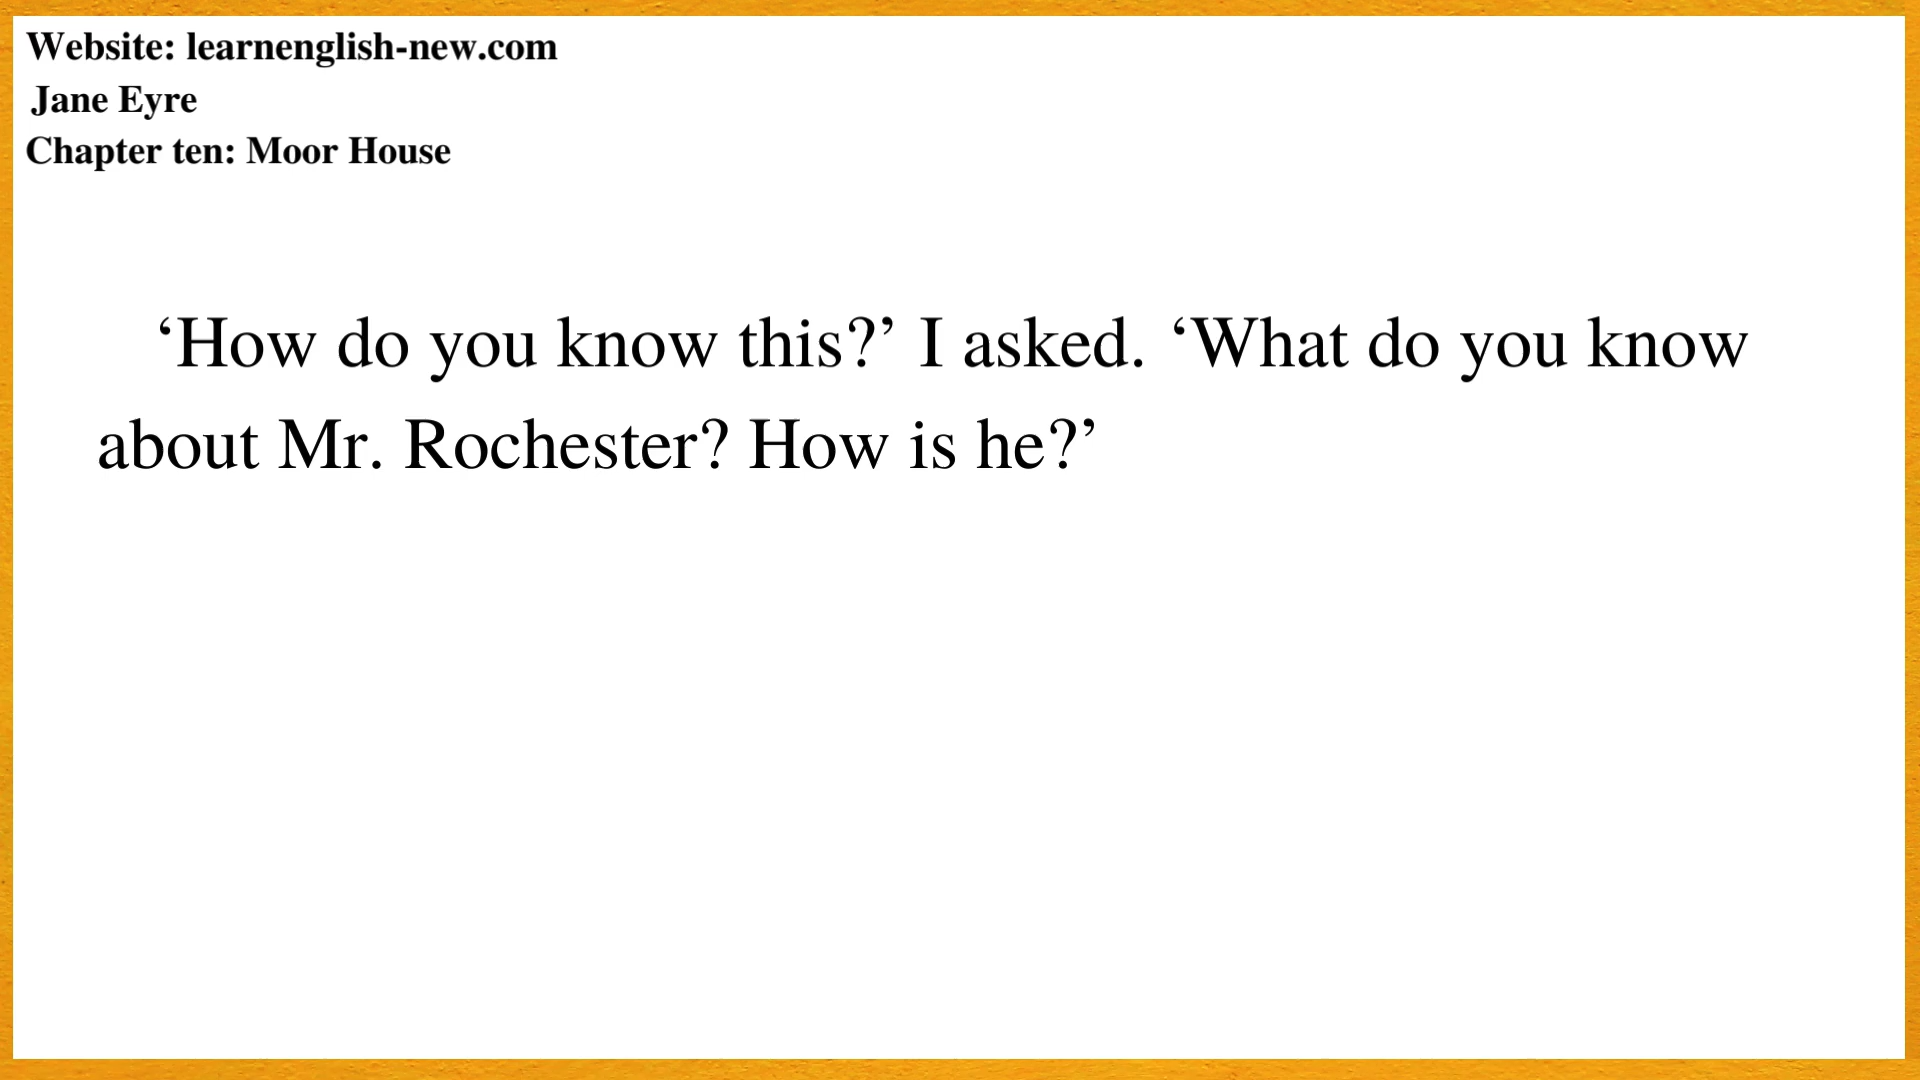 Website: learnenglish-new.com
Jane Eyre
Chapter ten: Moor House
‘How do you know this?’ I asked. ‘What do you know
about Mr. Rochester? How is he?’